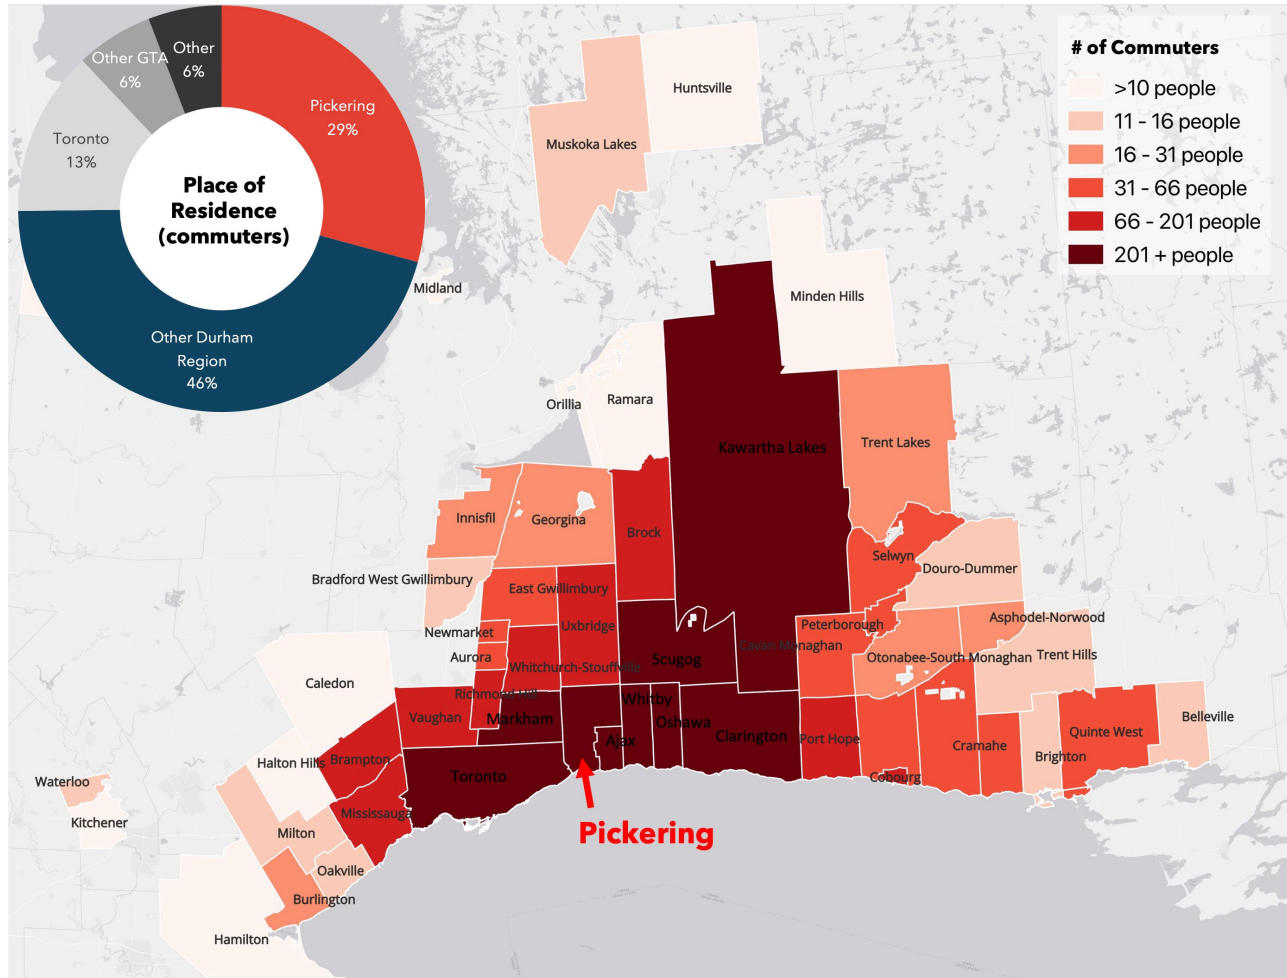 Other
6%
Other GTA
6%
Pickering
29%
Toronto
13%
Place of
Residence
(commuters)
Other Durham
Region
46%
# of Commuters
>10 people
11 - 16 people
16 - 31 people
31 - 66 people
66 - 201 people
201 + people
Huntsville
Muskoka Lakes
Midland
Minden Hills
Orillia
Ramara
Kawartha Lakes
Trent Lakes
Innisfil
Georgina
Brock
Selwyn
Douro-Dummer
Bradford West Gwillimbury
East Gwillimbury
Uxbridge
Newmarket
Peterborough
Asphodel-Norwood
Aurora
Whitchurch-Stouffville
Scugog
Cavan Monaghan
Otonabee-South Monaghan
Trent Hills
Caledon
Richmond Hill
Vaughan
Markham
Whitby
Oshawa
Ajax
Clarington
Port Hope
Cramahe
Brighton
Quinte West
Belleville
Halton Hills
Brampton
Toronto
Cobourg
Waterloo
Kitchener
Mississauga
Milton
Pickering
Oakville
Burlington
Hamilton